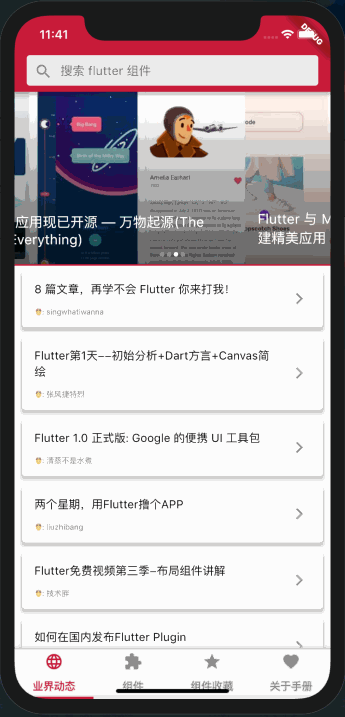 11:41
DEBUG
搜索 flutter 组件
Big Bang
Birth of the Milky Way
Amelia Earhart
应用现已开源 — 万物起源(The
Everything)
Flutter 与 M
建精美应用
8 篇文章，再学不会 Flutter 你来打我！
: singwhatiwanna
Flutter第1天--初始分析+Dart方言+Canvas简
绘
: 张风捷特烈
Flutter 1.0 正式版: Google 的便携 UI 工具包
: 清蒸不是水煮
两个星期，用Flutter撸个APP
: liuzhibang
Flutter免费视频第三季-布局组件讲解
: 技术胖
如何在国内发布Flutter Plugin
业界动态
组件
组件收藏
关于手册